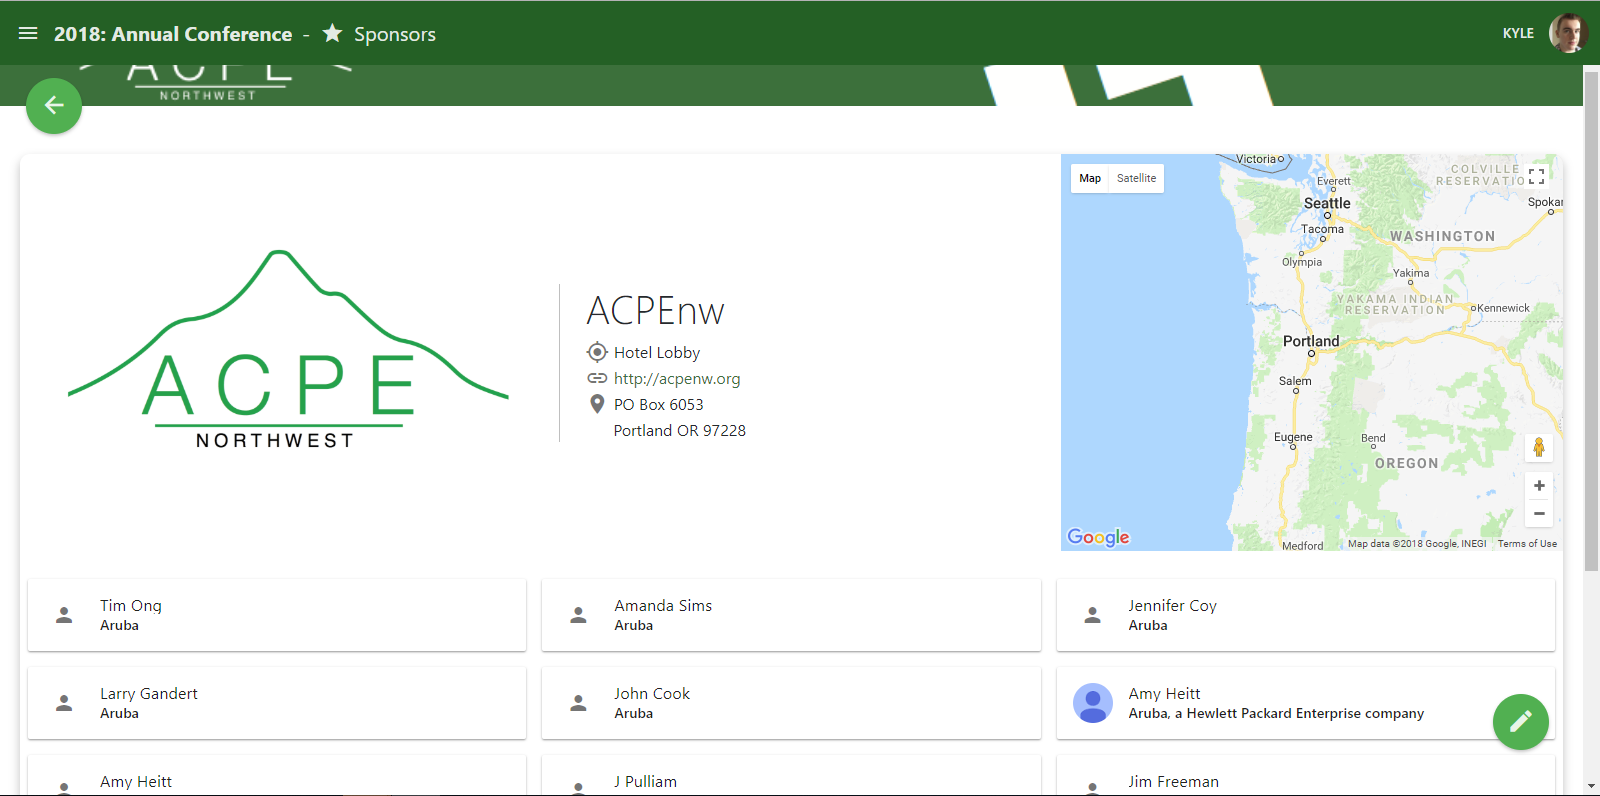 2018: Annual Conference - Sponsors
KYLE
ACPE
NORTHWEST
ACPE
NORTHWEST
ACPEnw
Hotel Lobby
http://acpenw.org
PO Box 6053
Portland OR 97228
Map Satellite
Victoria
COLVILLE
RESERVATIO
Everett
Seattle
Spokan
Tacoma
WASHINGTON
Olympia
Yakima
YAKAMA INDIAN
RESERVATION
Kennewick
Portland
Salem
Eugene
Bend
OREGON
Medford
Google
Map data ©2018 Google, INEGI Terms of Use
Tim Ong
Aruba
Amanda Sims
Aruba
Jennifer Coy
Aruba
Larry Gandert
Aruba
John Cook
Aruba
Amy Heitt
Aruba, a Hewlett Packard Enterprise company
Amy Heitt
J Pulliam
Jim Freeman